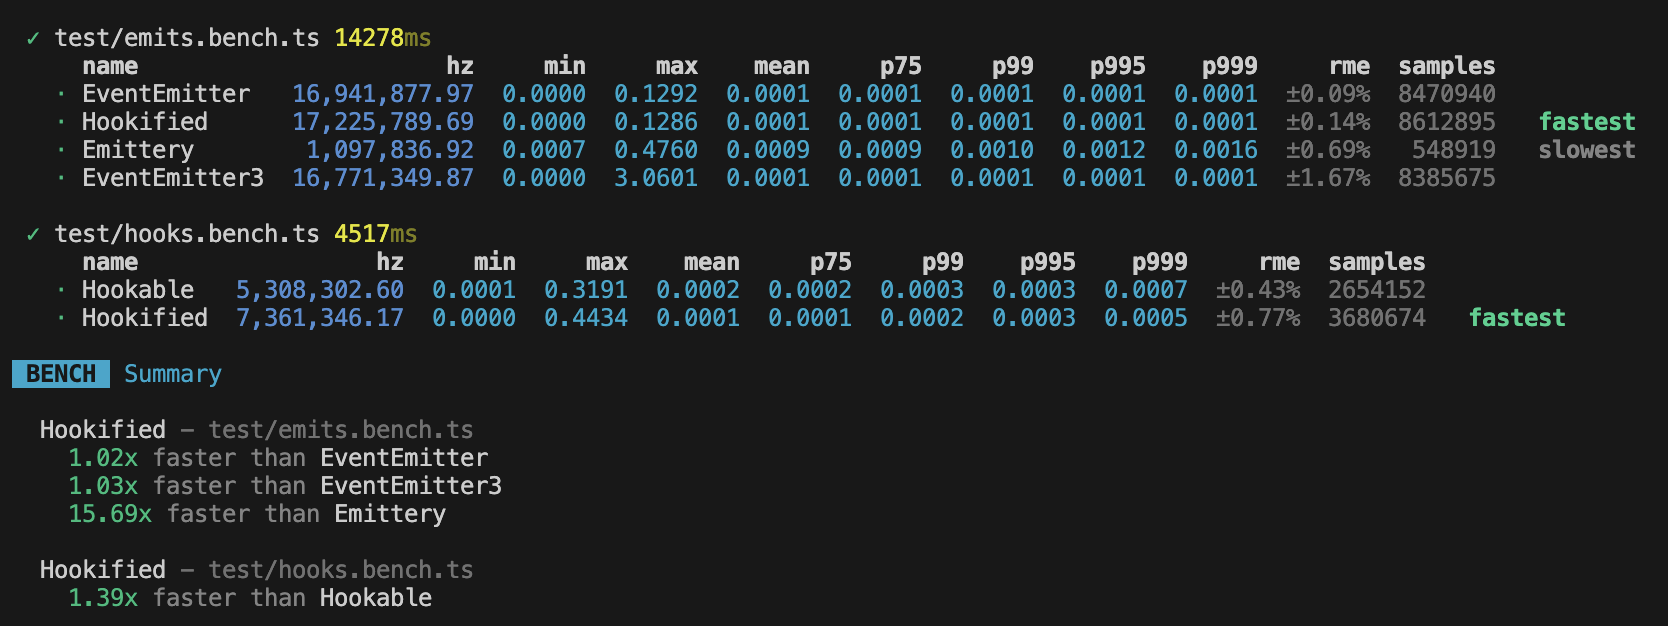 ✓ test/emits.bench.ts 14278ms
name hz min max mean p75 p99 p995 p999 rme samples
· EventEmitter 16,941,877.97 0.0000 0.1292 0.0001 0.0001 0.0001 0.0001 0.0001 ±0.09% 8470940
· Hookified 17,225,789.69 0.0000 0.1286 0.0001 0.0001 0.0001 0.0001 0.0001 ±0.14% 8612895 fastest
· Emittery 1,097,836.92 0.0007 0.4760 0.0009 0.0009 0.0010 0.0012 0.0016 ±0.69% 548919 slowest
· EventEmitter3 16,771,349.87 0.0000 3.0601 0.0001 0.0001 0.0001 0.0001 0.0001 ±1.67% 8385675
✓ test/hooks.bench.ts 4517ms
name hz min max mean p75 p99 p995 p999 rme samples
· Hookable 5,308,302.60 0.0001 0.3191 0.0002 0.0002 0.0003 0.0003 0.0007 ±0.43% 2654152
· Hookified 7,361,346.17 0.0000 0.4434 0.0001 0.0001 0.0002 0.0003 0.0005 ±0.77% 3680674 fastest
BENCH Summary
Hookified – test/emits.bench.ts
1.02x faster than EventEmitter
1.03x faster than EventEmitter3
15.69x faster than Emittery
Hookified – test/hooks.bench.ts
1.39x faster than Hookable